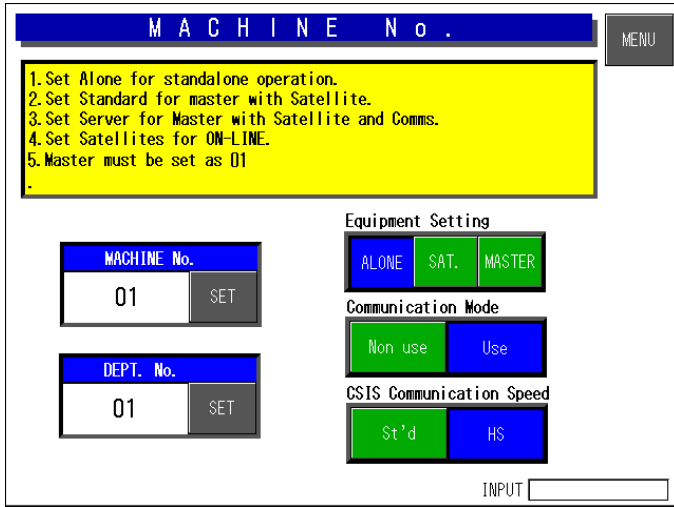 MACHINE No.
MENU
1.Set Alone for standalone operation.
2.Set Standard for master with Satellite.
3.Set Server for Master with Satellite and Comms.
4.Set Satellites for ON-LINE.
5.Master must be set as 01
.
Equipment Setting
ALONE SAT. MASTER
MACHINE No.
01 SET
Communication Mode
Non use Use
DEPT. No.
01 SET
CSIS Communication Speed
St'd HS
INPUT